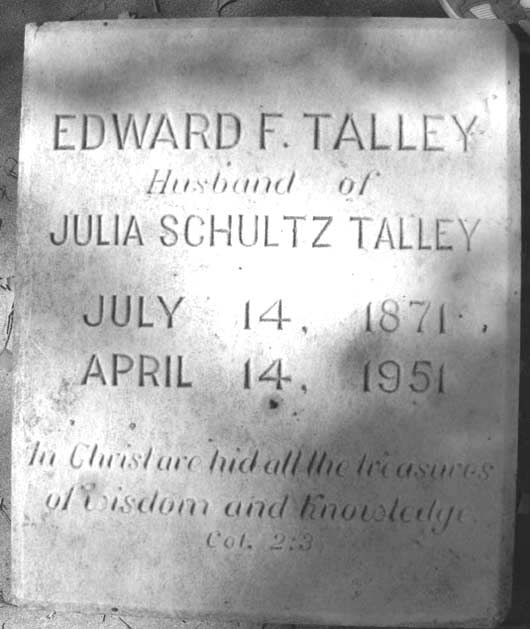 EDWARD F. TALLEY
Husband of
JULIA SCHULTZ TALLEY
JULY 14, 1871,
APRIL 14, 1951
In Christ are hid all the treasures
of wisdom and Knowledge.
Col. 2:3